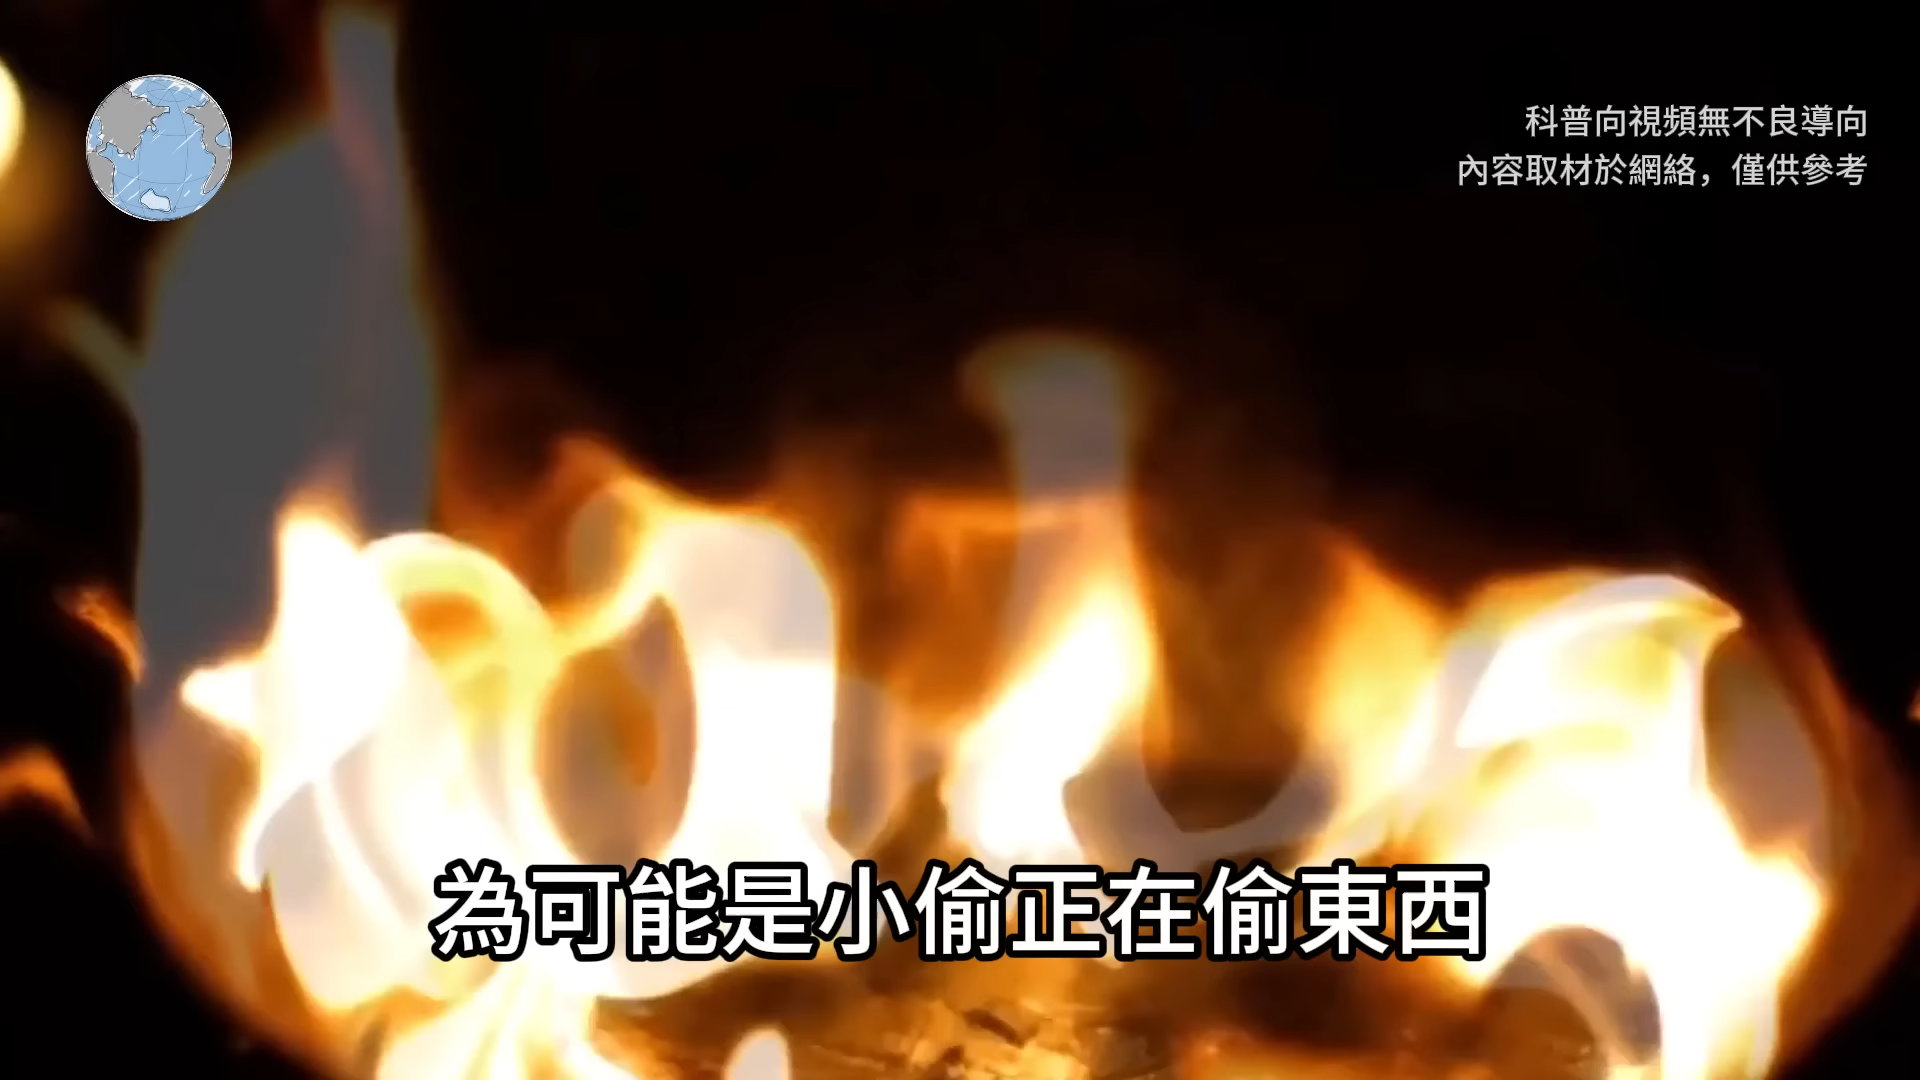 科普向視頻無不良導向
內容取材於網絡，僅供參考
為可能是小偷正在偷東西